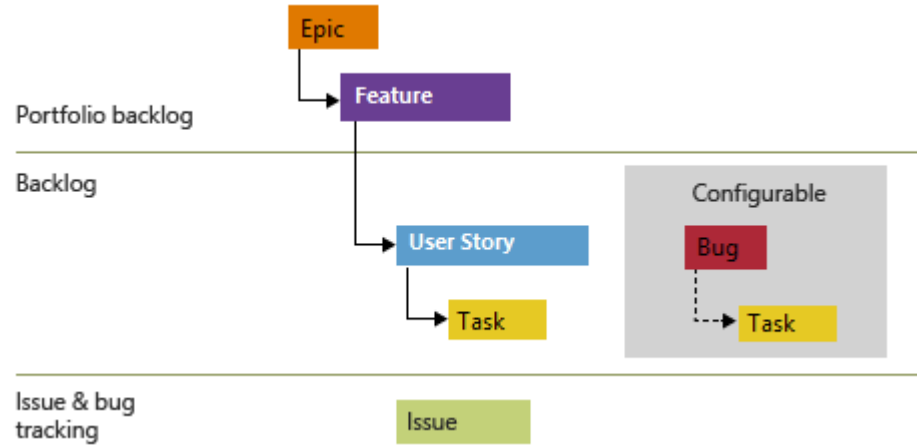 Epic
Feature
Portfolio backlog
Backlog
Configurable
User Story
Bug
Task
Task
Issue & bug
tracking
Issue